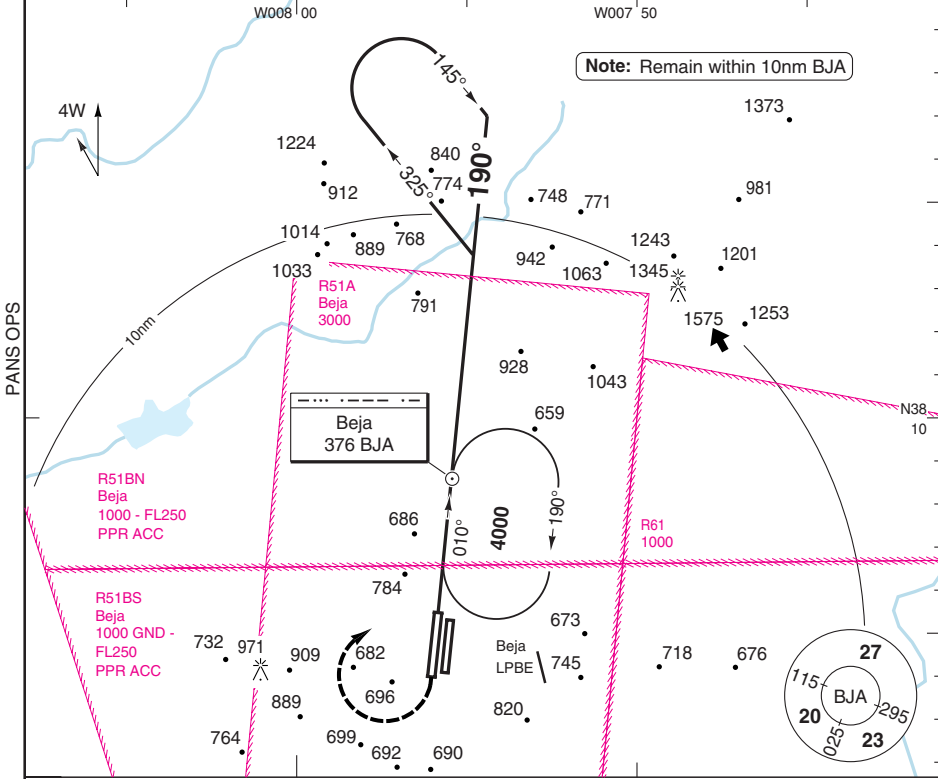 W008 00
W007 50
Note: Remain within 10nm BJA
145°
4W
1373
1224
840
190°
912
325°
774
748
771
981
1014
889
768
942
1243
1201
1033
1063
1345
R51A
Beja
3000
791
10nm
1575
1253
PANS OPS
928
1043
Beja
376 BJA
659
N38
10
R51BN
Beja
1000 - FL250
PPR ACC
686
010°
4000
190°
R61
1000
784
R51BS
Beja
1000 GND -
FL250
PPR ACC
673
732
971
909
682
Beja
LPBE
745
718
676
27
696
115
BJA
295
889
820
20
025
23
764
699
692
690